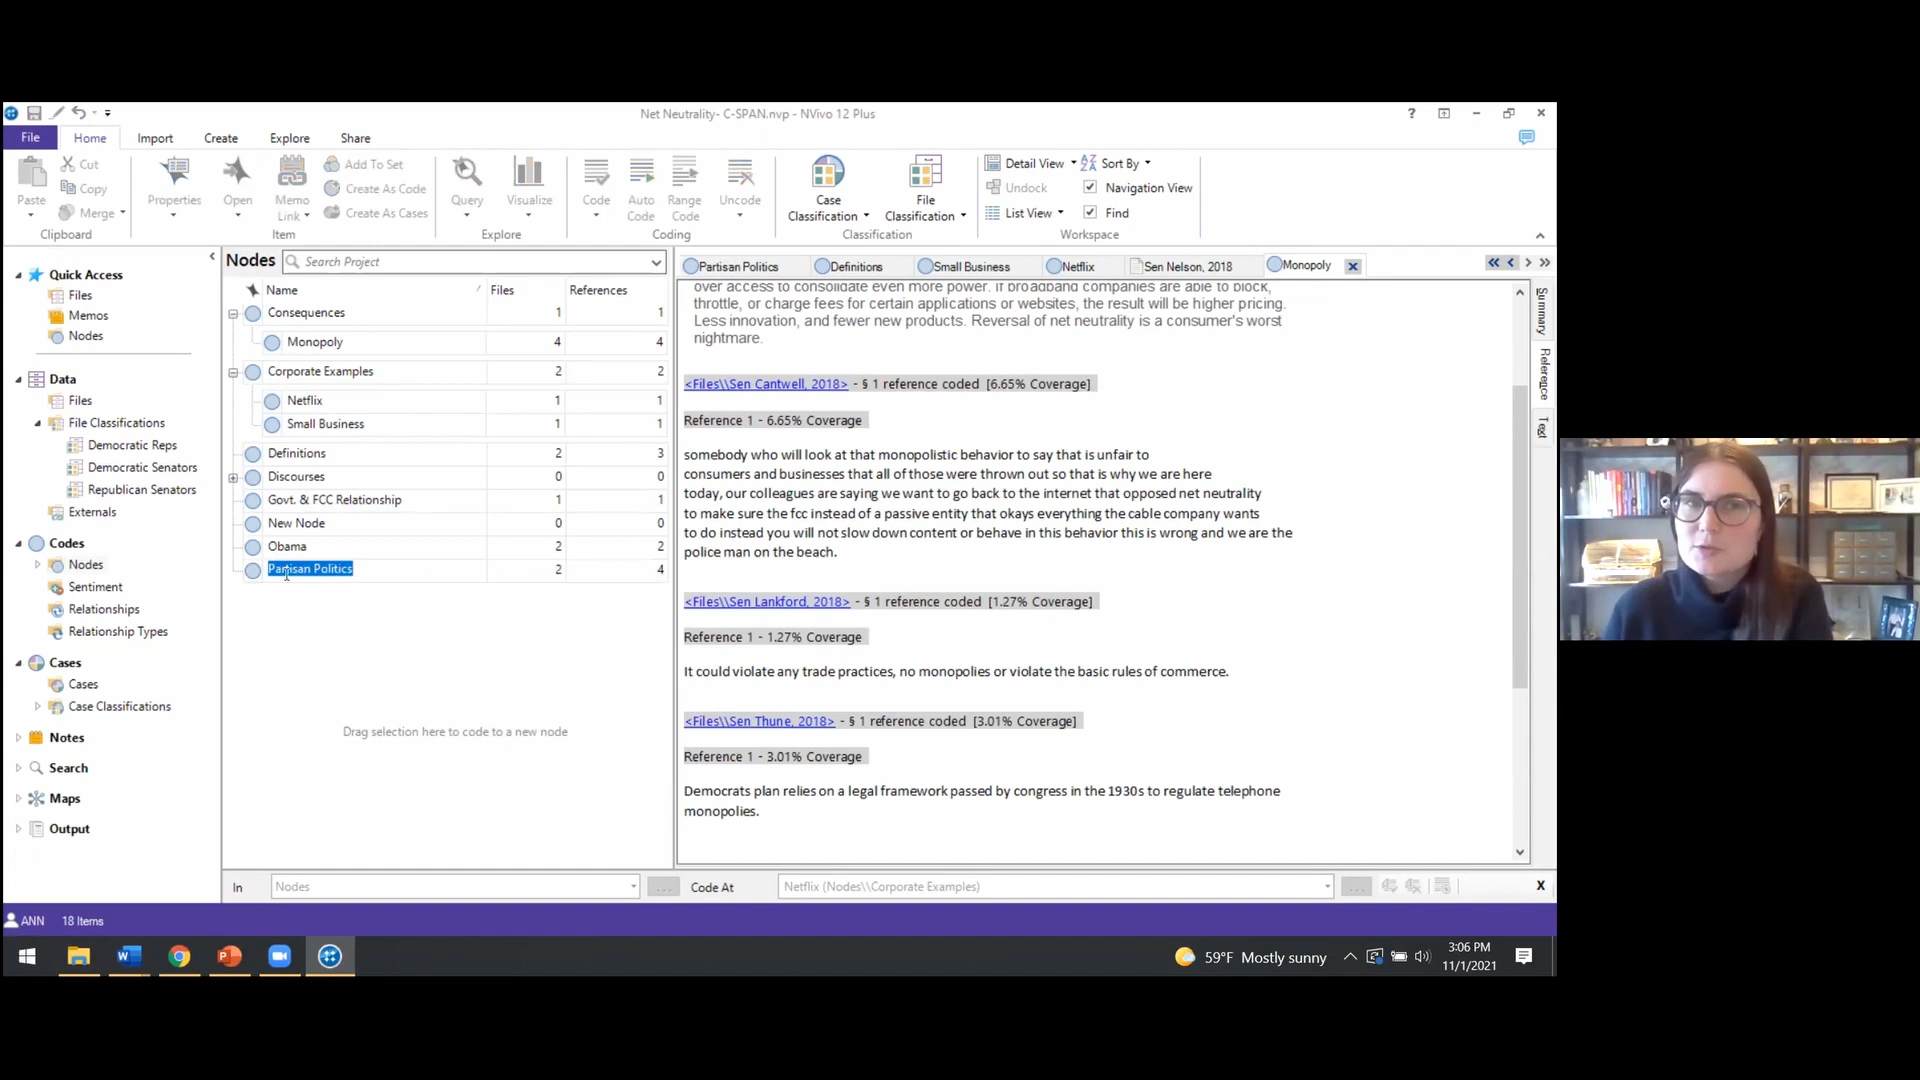 Net Neutrality- C-SPAN.nvp - NVivo 12 Plus
?
File
Home
Import
Create
Explore
Share
Paste
Cut
Copy
Merge
Clipboard
Properties
Open
Memo
Link
Add To Set
Create As Code
Create As Cases
Item
Query
Visualize
Explore
Code
Auto
Code
Range
Code
Uncode
Coding
Case
Classification
File
Classification
Classification
Detail View
Sort By
Undock
Navigation View
List View
Find
Workspace
Quick Access
Files
Memos
Nodes
Data
Files
File Classifications
Democratic Reps
Democratic Senators
Republican Senators
Externals
Codes
Nodes
Sentiment
Relationships
Relationship Types
Cases
Cases
Case Classifications
Notes
Search
Maps
Output
Nodes
Search Project
Name Files References
Consequences 1 1
Monopoly 4 4
Corporate Examples 2 2
Netflix 1 1
Small Business 1 1
Definitions 2 3
Discourses 0 0
Govt. & FCC Relationship 1 1
New Node 0 0
Obama 2 2
Partisan Politics 2 4
Drag selection here to code to a new node
Partisan Politics
Definitions
Small Business
Netflix
Sen Nelson, 2018
Monopoly
over access to consolidate even more power. If broadband companies are able to block,
throttle, or charge fees for certain applications or websites, the result will be higher pricing.
Less innovation, and fewer new products. Reversal of net neutrality is a consumer's worst
nightmare.
<Files\\Sen Cantwell, 2018> - § 1 reference coded [6.65% Coverage]
Reference 1 - 6.65% Coverage
somebody who will look at that monopolistic behavior to say that is unfair to
consumers and businesses that all of those were thrown out so that is why we are here
today, our colleagues are saying we want to go back to the internet that opposed net neutrality
to make sure the fcc instead of a passive entity that okays everything the cable company wants
to do instead you will not slow down content or behave in this behavior this is wrong and we are the
police man on the beach.
<Files\\Sen Lankford, 2018> - § 1 reference coded [1.27% Coverage]
Reference 1 - 1.27% Coverage
It could violate any trade practices, no monopolies or violate the basic rules of commerce.
<Files\\Sen Thune, 2018> - § 1 reference coded [3.01% Coverage]
Reference 1 - 3.01% Coverage
Democrats plan relies on a legal framework passed by congress in the 1930s to regulate telephone
monopolies.
Summary
Reference
Text
In
Nodes
...
Code At
Netflix (Nodes\\Corporate Examples)
...
X
ANN 18 Items
59°F Mostly sunny
3:06 PM
11/1/2021